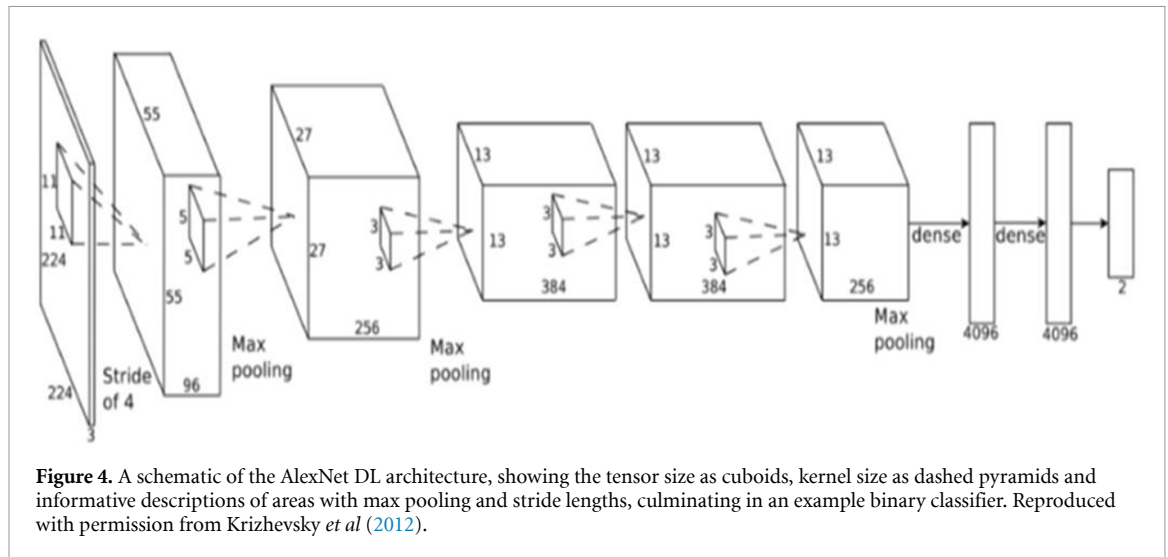 11
11
224
224
3
Stride
of 4
55
5
5
55
96
Max
pooling
27
3
3
27
256
Max
pooling
13
3
3
13
384
13
3
3
13
384
13
13
256
Max
pooling
dense
4096
dense
4096
2
Figure 4. A schematic of the AlexNet DL architecture, showing the tensor size as cuboids, kernel size as dashed pyramids and
informative descriptions of areas with max pooling and stride lengths, culminating in an example binary classifier. Reproduced
with permission from Krizhevsky et al (2012).